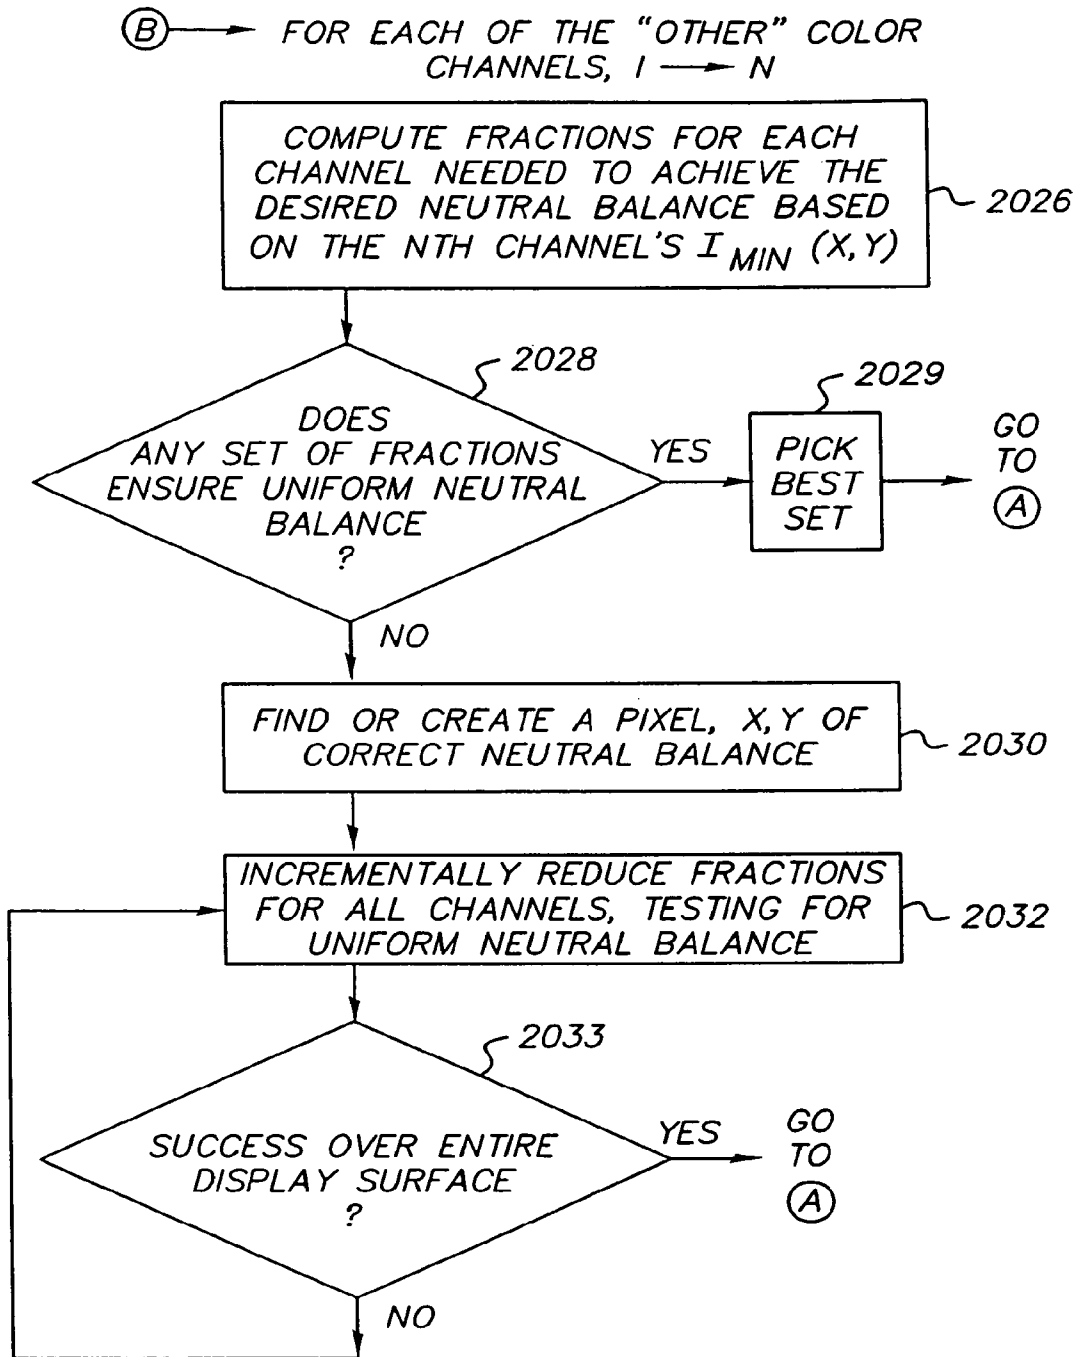 B FOR EACH OF THE "OTHER" COLOR
CHANNELS, I N
COMPUTE FRACTIONS FOR EACH
CHANNEL NEEDED TO ACHIEVE THE
DESIRED NEUTRAL BALANCE BASED
ON THE NTH CHANNEL'S I MIN (X,Y)
2026
2028
DOES
ANY SET OF FRACTIONS
ENSURE UNIFORM NEUTRAL
BALANCE
?
YES
2029
PICK
BEST
SET
GO
TO
A
NO
FIND OR CREATE A PIXEL, X,Y OF
CORRECT NEUTRAL BALANCE
2030
INCREMENTALLY REDUCE FRACTIONS
FOR ALL CHANNELS, TESTING FOR
UNIFORM NEUTRAL BALANCE
2032
2033
SUCCESS OVER ENTIRE
DISPLAY SURFACE
?
YES
GO
TO
A
NO